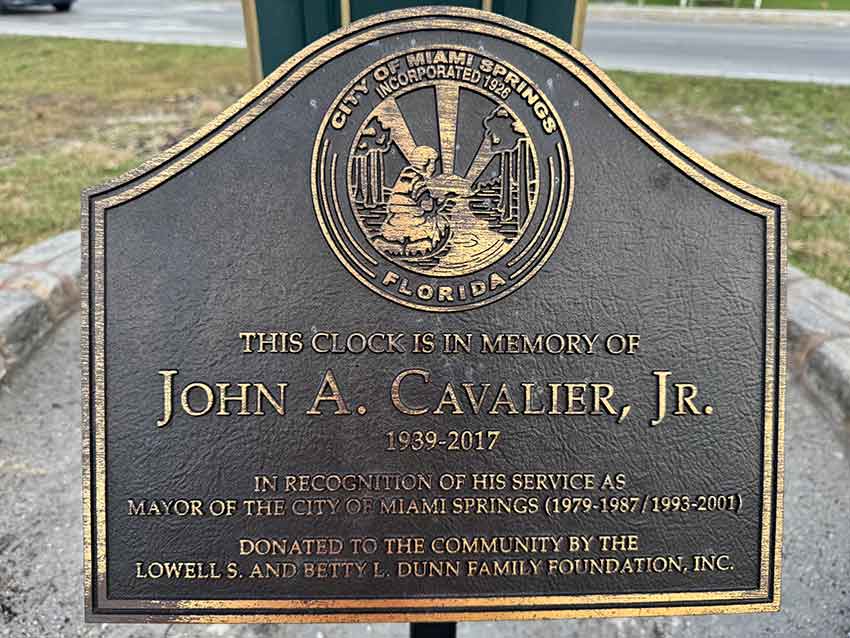 CITY OF MIAMI SPRINGS
INCORPORATED 1926
FLORIDA
THIS CLOCK IS IN MEMORY OF
JOHN A. CAVALIER, JR.
1939-2017
IN RECOGNITION OF HIS SERVICE AS
MAYOR OF THE CITY OF MIAMI SPRINGS (1979-1987/1993-2001)
DONATED TO THE COMMUNITY BY THE
LOWELL S. AND BETTY L. DUNN FAMILY FOUNDATION, INC.